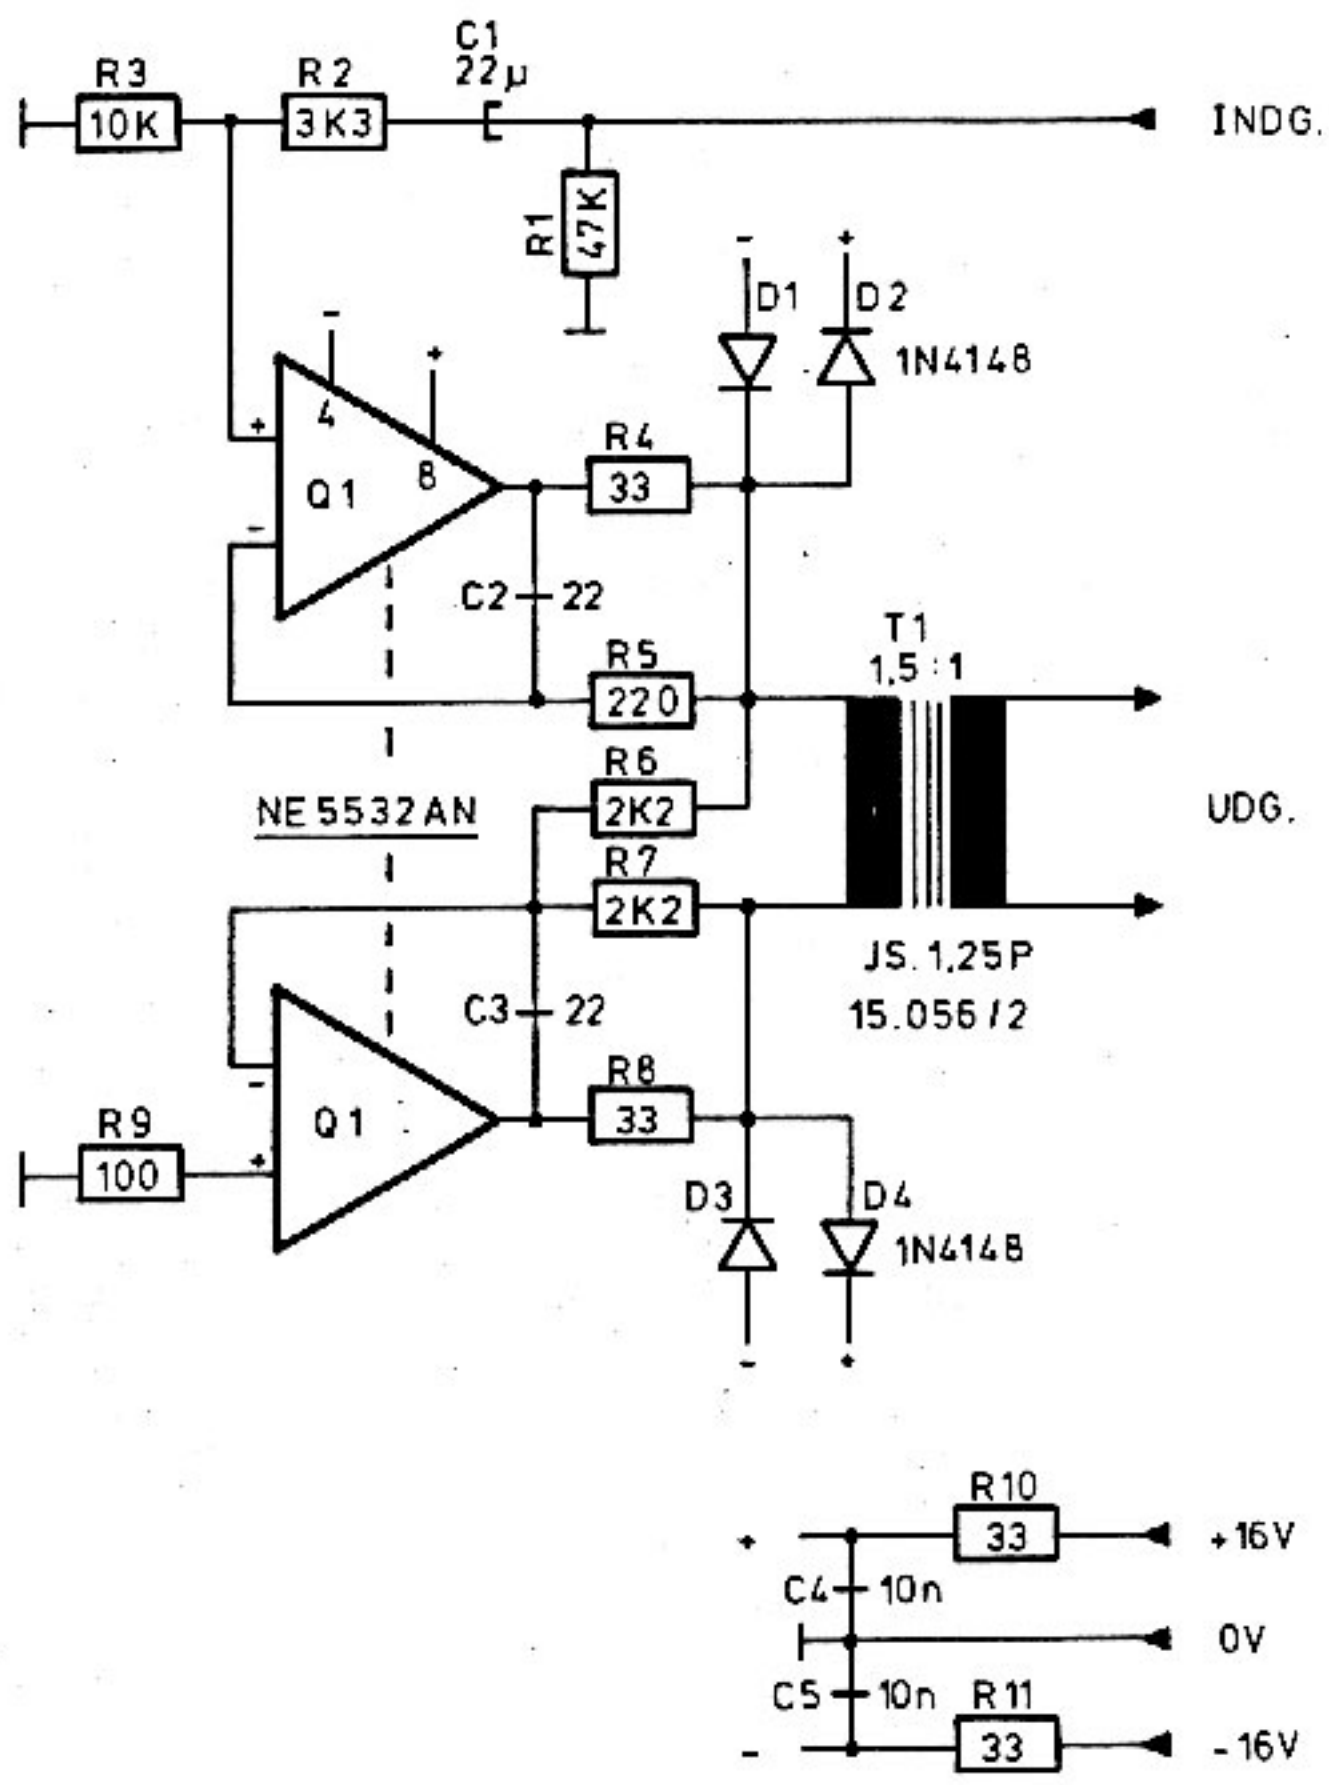 C1
22µ
R3
R2
10K
3K3
INDG.
R1
47K
-
+
D1
D2
1N4148
-
+
4
8
+
-
Q1
R4
33
C2
22
R5
220
T1
1,5:1
R6
2K2
NE5532AN
UDG.
R7
2K2
JS. 1,25P
15.056/2
C3
22
R8
33
-
+
Q1
R9
100
D3
D4
1N4148
-
+
R10
33
+
+16V
C4
10n
0V
C5
10n
R11
33
-
-16V